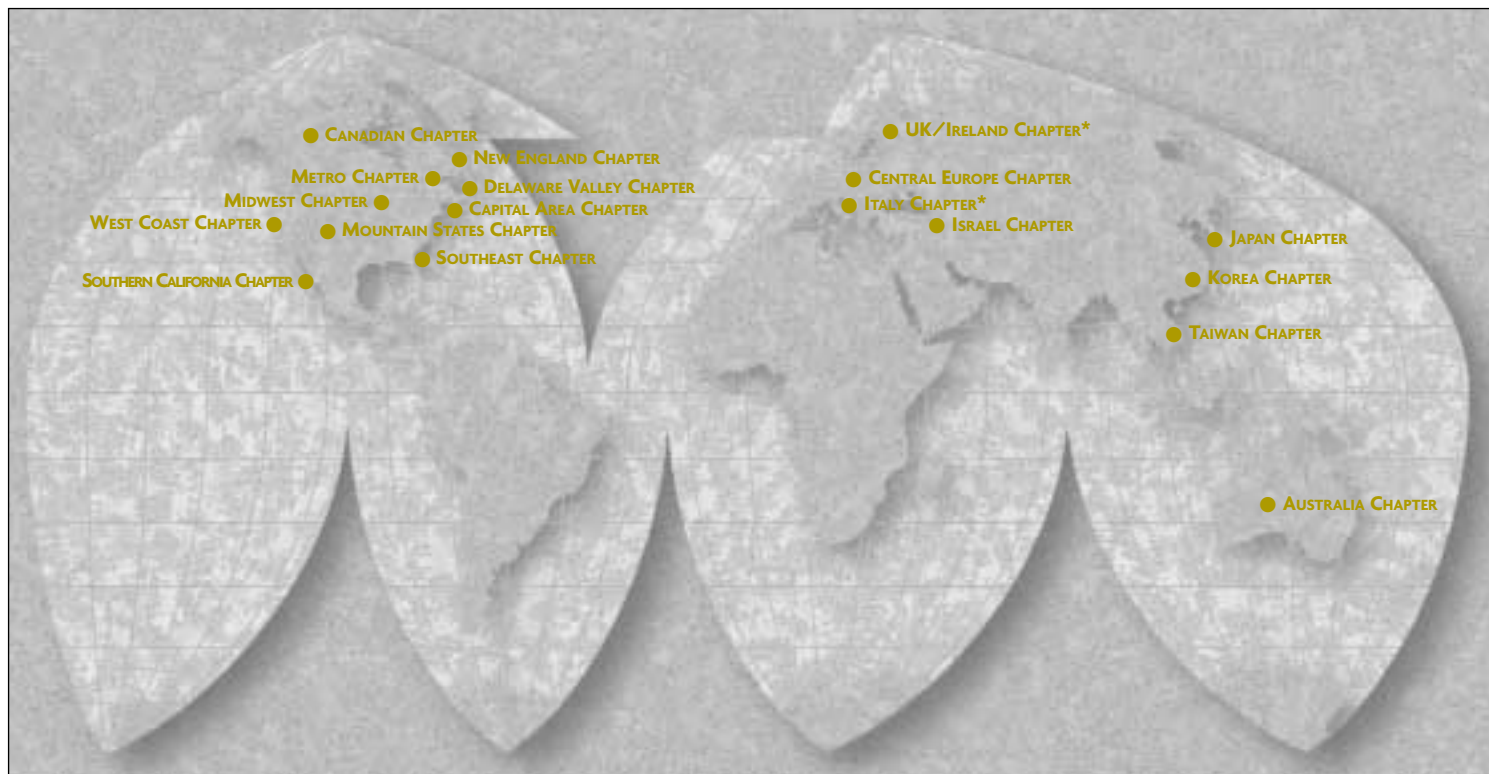 Canadian Chapter
New England Chapter
Metro Chapter
Delaware Valley Chapter
Midwest Chapter
Capital Area Chapter
West Coast Chapter
Mountain States Chapter
Southeast Chapter
Southern California Chapter
UK/Ireland Chapter*
Central Europe Chapter
Italy Chapter*
Israel Chapter
Japan Chapter
Korea Chapter
Taiwan Chapter
Australia Chapter